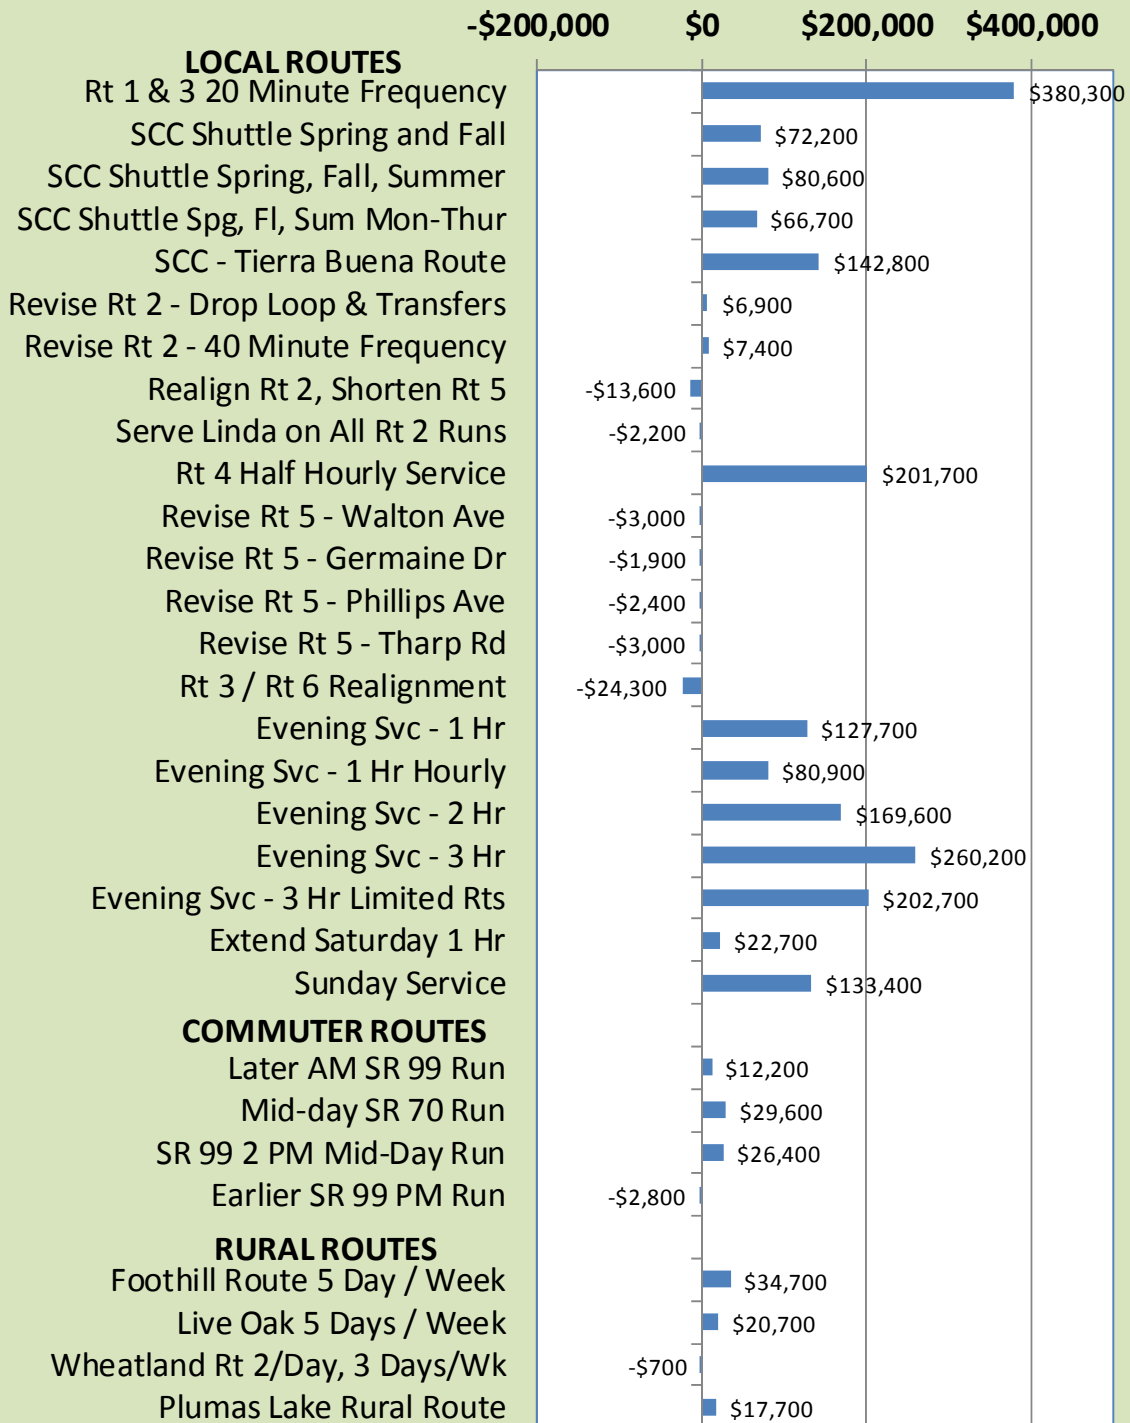 -$200,000 $0 $200,000 $400,000
LOCAL ROUTES
Rt 1 & 3 20 Minute Frequency $380,300
SCC Shuttle Spring and Fall $72,200
SCC Shuttle Spring, Fall, Summer $80,600
SCC Shuttle Spg, Fl, Sum Mon-Thur $66,700
SCC - Tierra Buena Route $142,800
Revise Rt 2 - Drop Loop & Transfers $6,900
Revise Rt 2 - 40 Minute Frequency $7,400
Realign Rt 2, Shorten Rt 5 -$13,600
Serve Linda on All Rt 2 Runs -$2,200
Rt 4 Half Hourly Service $201,700
Revise Rt 5 - Walton Ave -$3,000
Revise Rt 5 - Germaine Dr -$1,900
Revise Rt 5 - Phillips Ave -$2,400
Revise Rt 5 - Tharp Rd -$3,000
Rt 3 / Rt 6 Realignment -$24,300
Evening Svc - 1 Hr $127,700
Evening Svc - 1 Hr Hourly $80,900
Evening Svc - 2 Hr $169,600
Evening Svc - 3 Hr $260,200
Evening Svc - 3 Hr Limited Rts $202,700
Extend Saturday 1 Hr $22,700
Sunday Service $133,400
COMMUTER ROUTES
Later AM SR 99 Run $12,200
Mid-day SR 70 Run $29,600
SR 99 2 PM Mid-Day Run $26,400
Earlier SR 99 PM Run -$2,800
RURAL ROUTES
Foothill Route 5 Day / Week $34,700
Live Oak 5 Days / Week $20,700
Wheatland Rt 2/Day, 3 Days/Wk -$700
Plumas Lake Rural Route $17,700